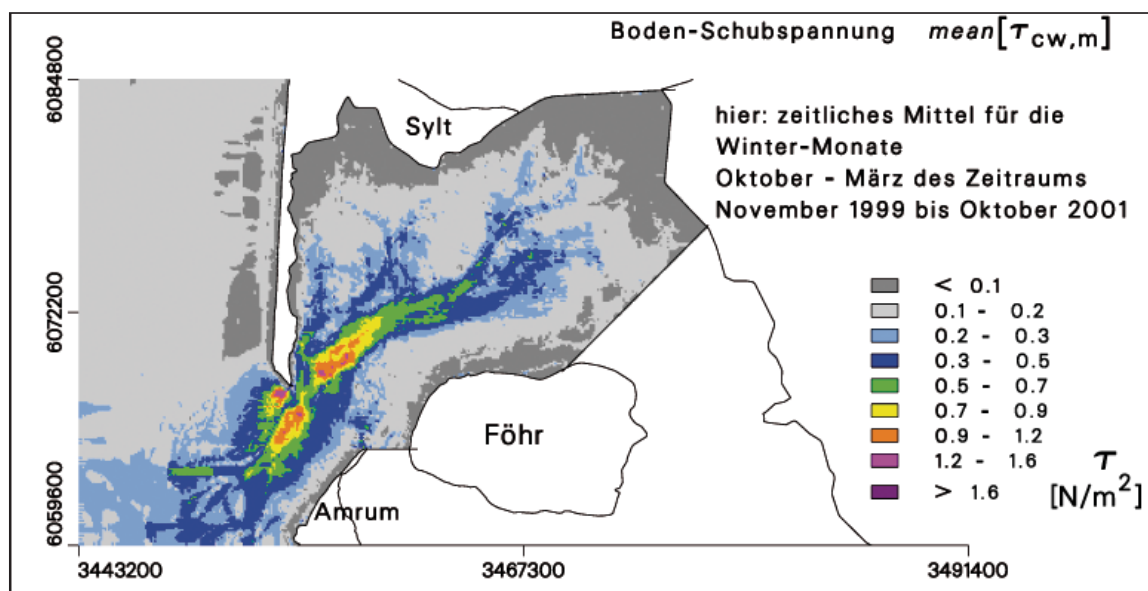 Boden-Schubspannung mean[τcw,m]
6084800
6072200
6059600
Sylt
hier: zeitliches Mittel für die
Winter-Monate
Oktober - März des Zeitraums
November 1999 bis Oktober 2001
< 0.1
0.1 - 0.2
0.2 - 0.3
0.3 - 0.5
0.5 - 0.7
0.7 - 0.9
0.9 - 1.2
1.2 - 1.6
> 1.6
τ
[N/m²]
Föhr
Amrum
3443200
3467300
3491400